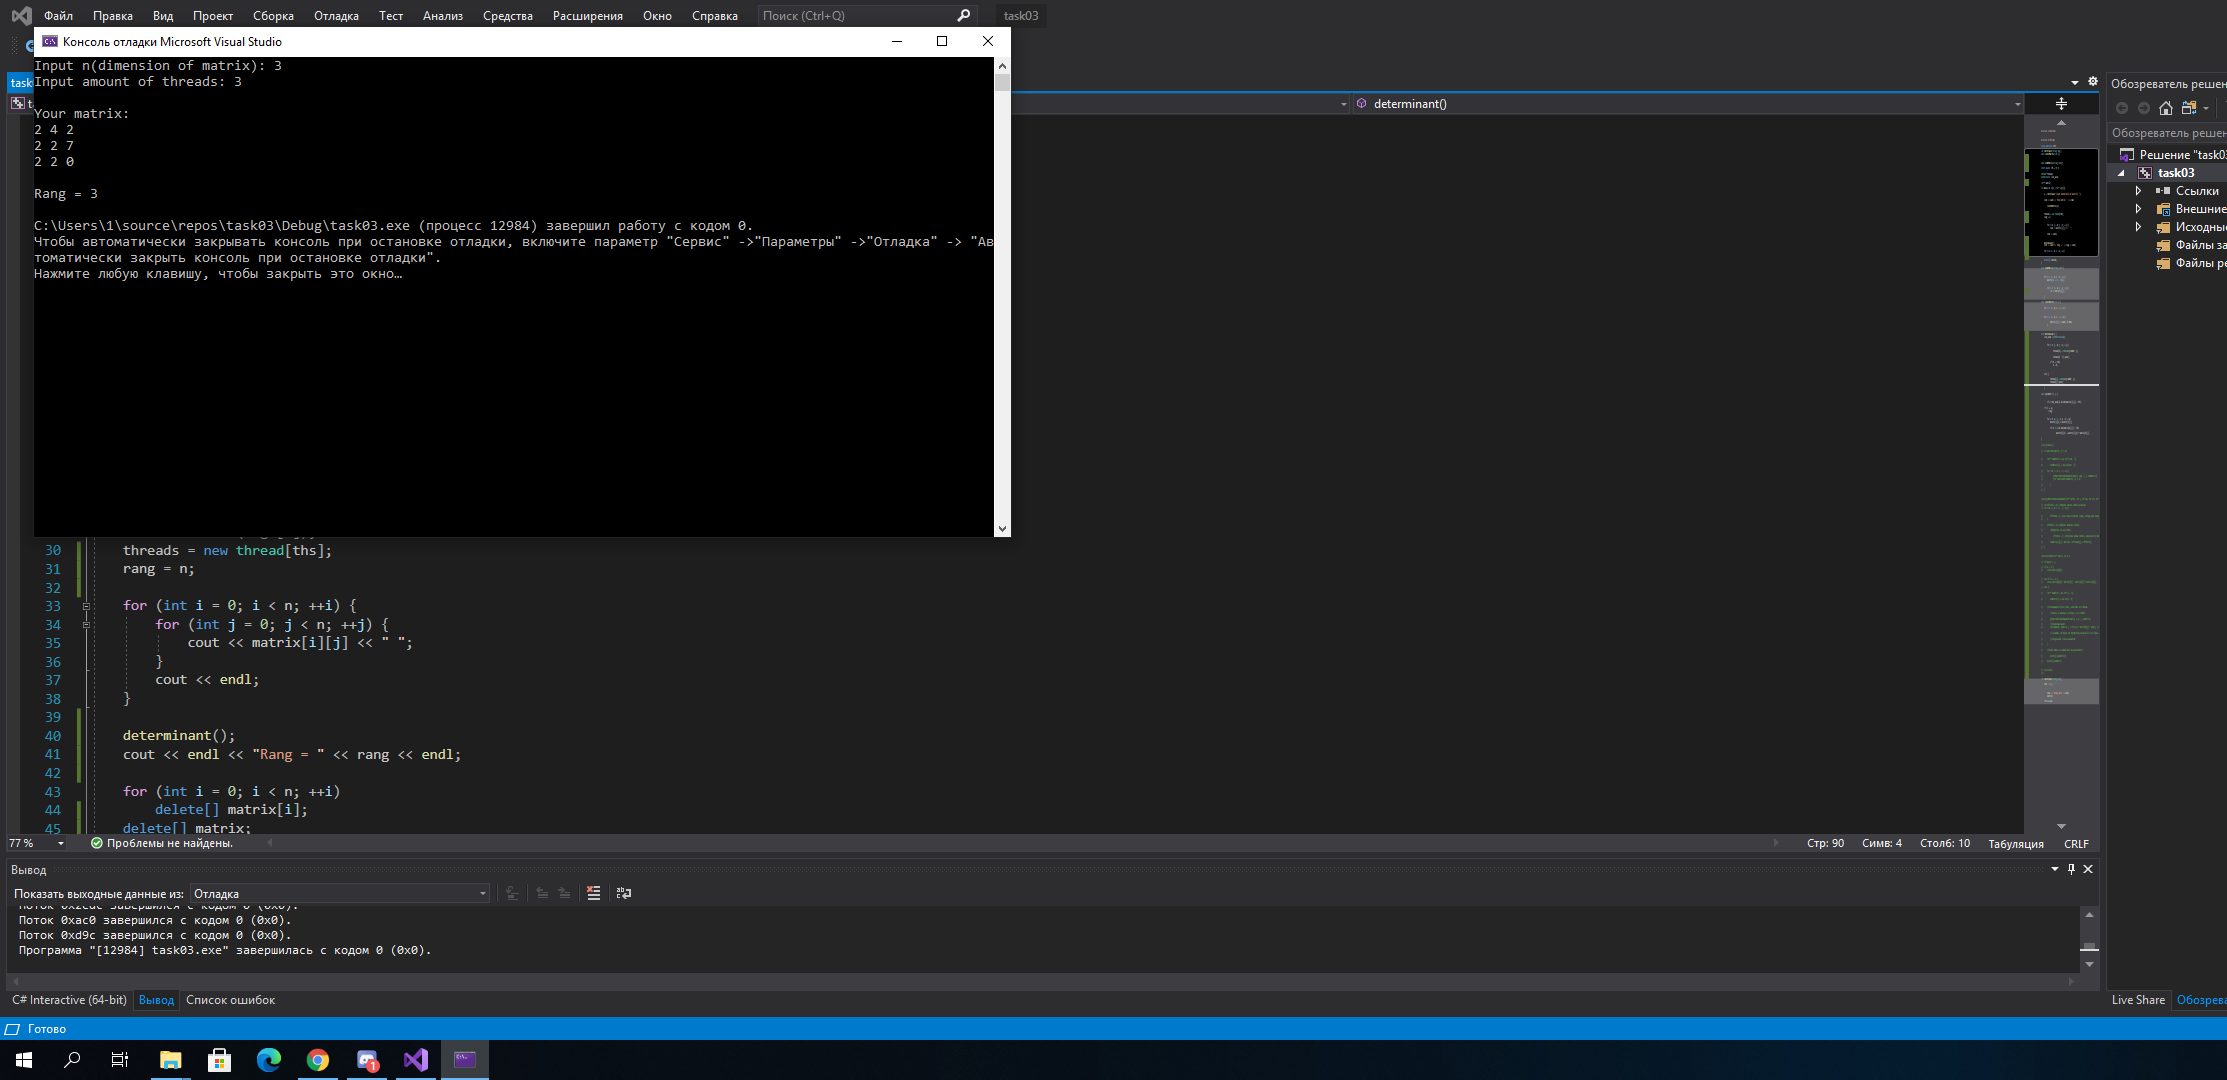 Файл Правка Вид Проект Сборка Отладка Тест Анализ Средства Расширения Окно Справка Поиск (Ctrl+Q) task03
Консоль отладки Microsoft Visual Studio
Input n(dimension of matrix): 3
Input amount of threads: 3
Your matrix:
2 4 2
2 2 7
2 2 0
Rang = 3
C:\Users\1\source\repos\task03\Debug\task03.exe (процесс 12984) завершил работу с кодом 0.
Чтобы автоматически закрывать консоль при остановке отладки, включите параметр "Сервис" ->"Параметры" ->"Отладка" -> "Ав
томатически закрыть консоль при остановке отладки".
Нажмите любую клавишу, чтобы закрыть это окно…
determinant()
30 threads = new thread[ths];
31 rang = n;
32
33 for (int i = 0; i < n; ++i) {
34 for (int j = 0; j < n; ++j) {
35 cout << matrix[i][j] << " ";
36 }
37 cout << endl;
38 }
39
40 determinant();
41 cout << endl << "Rang = " << rang << endl;
42
43 for (int i = 0; i < n; ++i)
44 delete[] matrix[i];
45 delete[] matrix;
77 % Проблемы не найдены. Стр: 90 Симв: 4 Столб: 10 Табуляция CRLF
Вывод
Показать выходные данные из: Отладка
завершился с кодом 0 (0x0).
Поток 0xac0 завершился с кодом 0 (0x0).
Поток 0xd9c завершился с кодом 0 (0x0).
Программа "[12984] task03.exe" завершилась с кодом 0 (0x0).
C# Interactive (64-bit) Вывод Список ошибок
Обозреватель решен
Обозреватель решен
Решение "task03
task03
Ссылки
Внешние
Исходны
Файлы за
Файлы ре
Live Share Обозрева
Готово
1